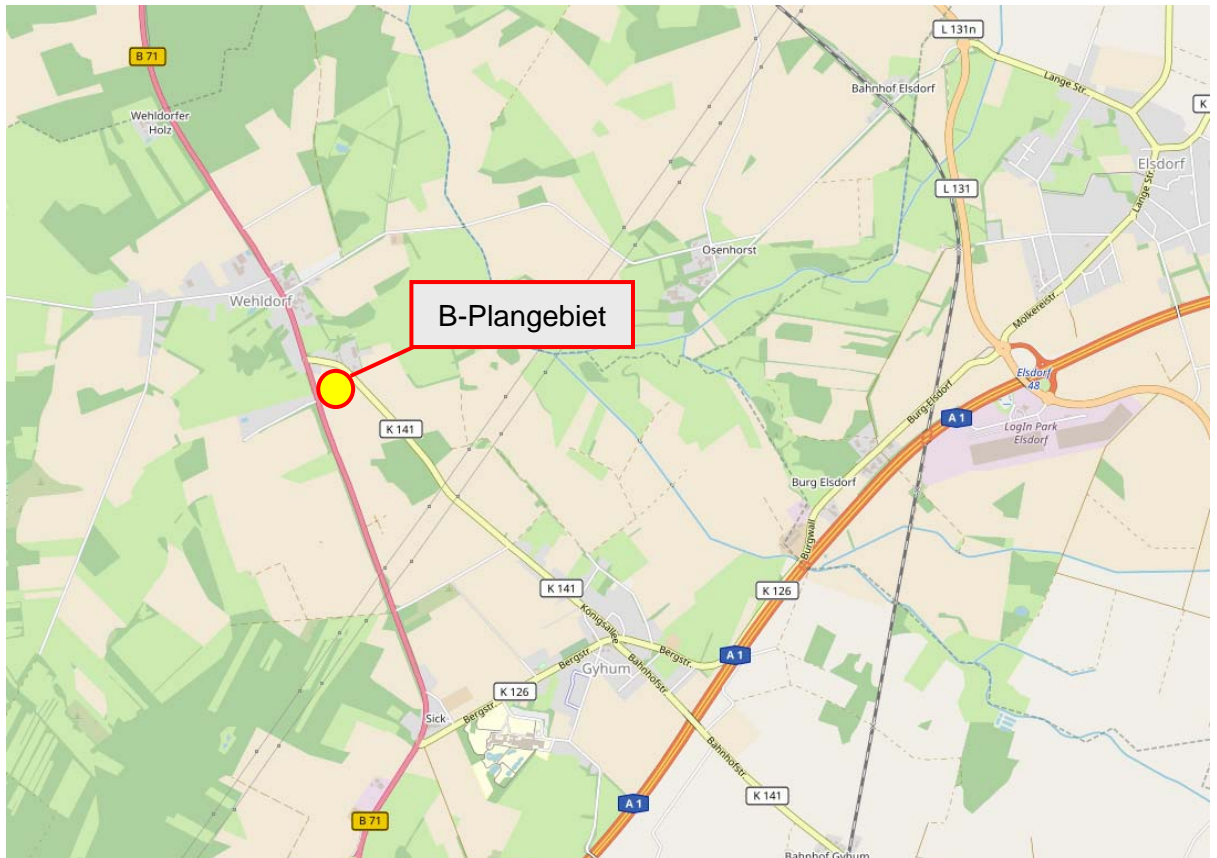 L 131n
B 71
Lange Str.
Bahnhof Elsdorf
K
Wehldorfer
Holz
Elsdorf
L 131
Lange Str.
Osenhorst
Wehldorf
B-Plangebiet
Molkereistr.
Elsdorf
48
Burg-Elsdorf
A 1
LogIn Park
Elsdorf
K 141
Burg Elsdorf
Burgwall
K 141
K 126
Königsallee
Bergstr.
Bergstr.
A 1
Gyhum
K 126
Bahnhofstr.
Bergstr.
Sick
Bahnhofstr.
K 141
A 1
B 71
Bahnhof Gyhum